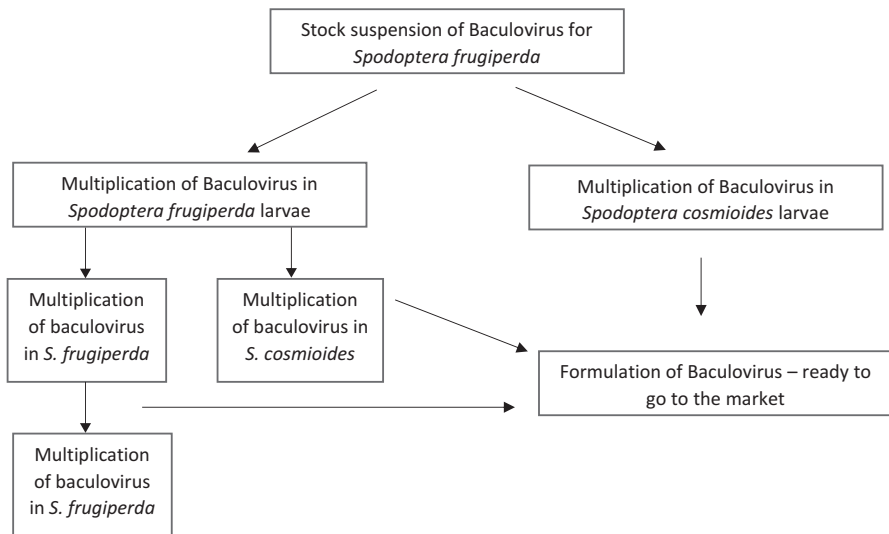 Stock suspension of Baculovirus for
Spodoptera frugiperda
Multiplication of Baculovirus in
Spodoptera frugiperda larvae
Multiplication of Baculovirus in
Spodoptera cosmioides larvae
Multiplication
of baculovirus
in S. frugiperda
Multiplication
of baculovirus in
S. cosmioides
Formulation of Baculovirus – ready to
go to the market
Multiplication
of baculovirus
in S. frugiperda